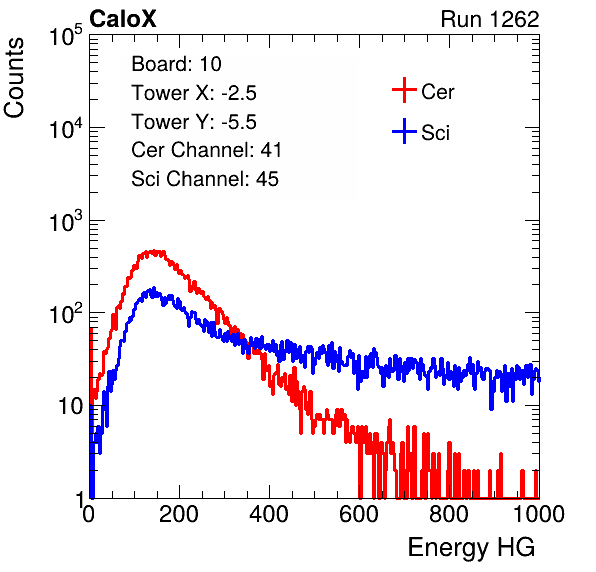 CaloX Run 1262
Counts
Board: 10
Tower X: -2.5
Tower Y: -5.5
Cer Channel: 41
Sci Channel: 45
Cer
Sci
10^5
10^4
10^3
10^2
10
1
0 200 400 600 800 1000
Energy HG